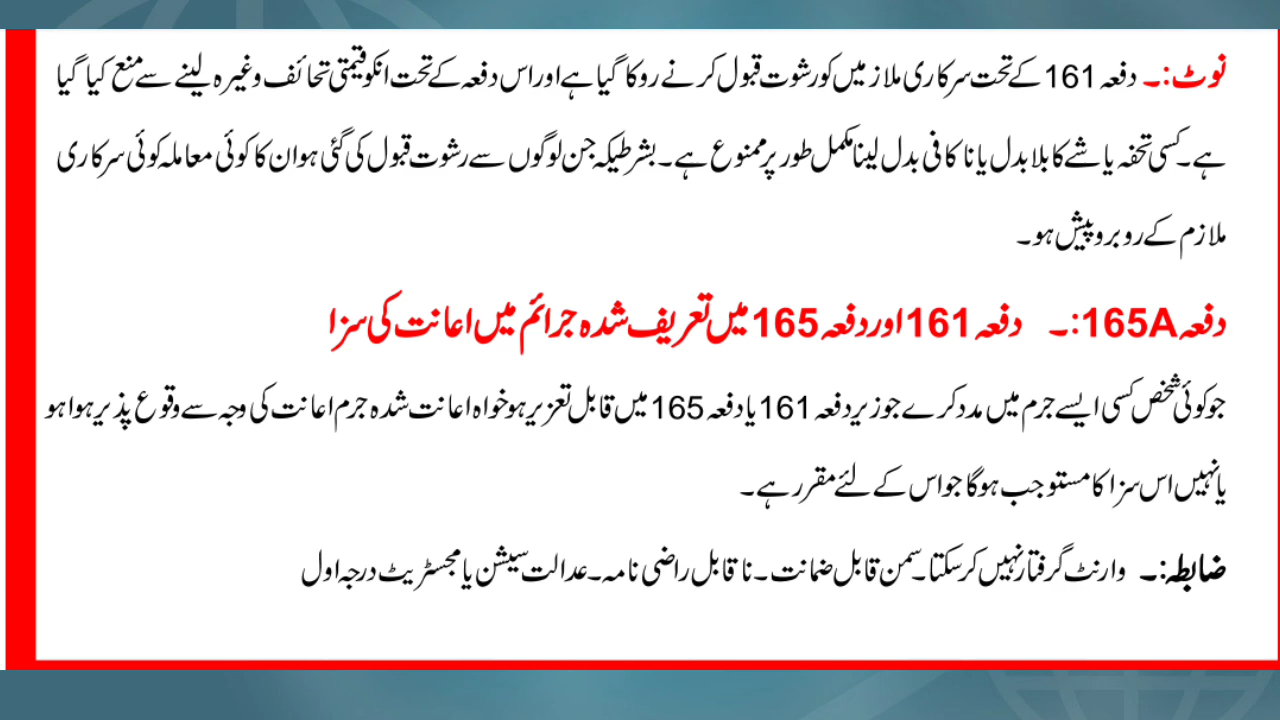 نوٹ:۔ دفعہ 161 کے تحت سرکاری ملازمیں کو رشوت قبول کرنے روکا گیا ہے اور اس دفعہ کے تحت انکو قیمتی تحائف وغیرہ لینے سے منع کیا گیا
ہے۔ کسی تحفہ یا شے کا بلا بدل یا ناکافی بدل لینا مکمل طور پر ممنوع ہے۔ بشرطیکہ جن لوگوں سے رشوت قبول کی گئی ہو ان کا کوئی معاملہ کوئی سرکاری
ملازم کے روبرو پیش ہو۔
دفعہ 165A:۔ دفعہ 161 اور دفعہ 165 میں تعریف شدہ جرائم میں اعانت کی سزا
جو کوئی شخص کسی ایسے جرم میں مدد کرے جو زیر دفعہ 161 یا دفعہ 165 میں قابل تعزیر ہو خواہ اعانت شدہ جرم اعانت کی وجہ سے وقوع پذیر ہوا ہو
یا نہیں اس سزا کا مستوجب ہوگا جو اس کے لئے مقرر ہے۔
ضابطہ:۔ وارنٹ گرفتار نہیں کر سکتا۔ سمن قابل ضمانت۔ ناقابل راضی نامہ۔ عدالت سیشن یا مجسٹریٹ درجہ اول